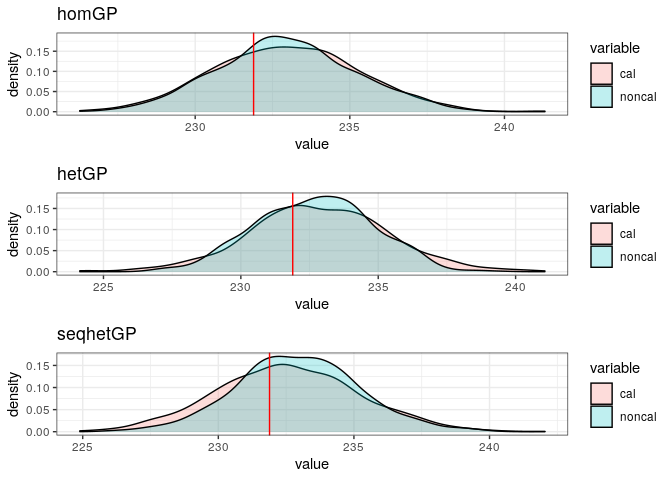 homGP
0.15
0.10
0.05
0.00
density
230
235
240
value
variable
cal
noncal
hetGP
0.15
0.10
0.05
0.00
density
225
230
235
240
value
variable
cal
noncal
seqhetGP
0.15
0.10
0.05
0.00
density
225
230
235
240
value
variable
cal
noncal